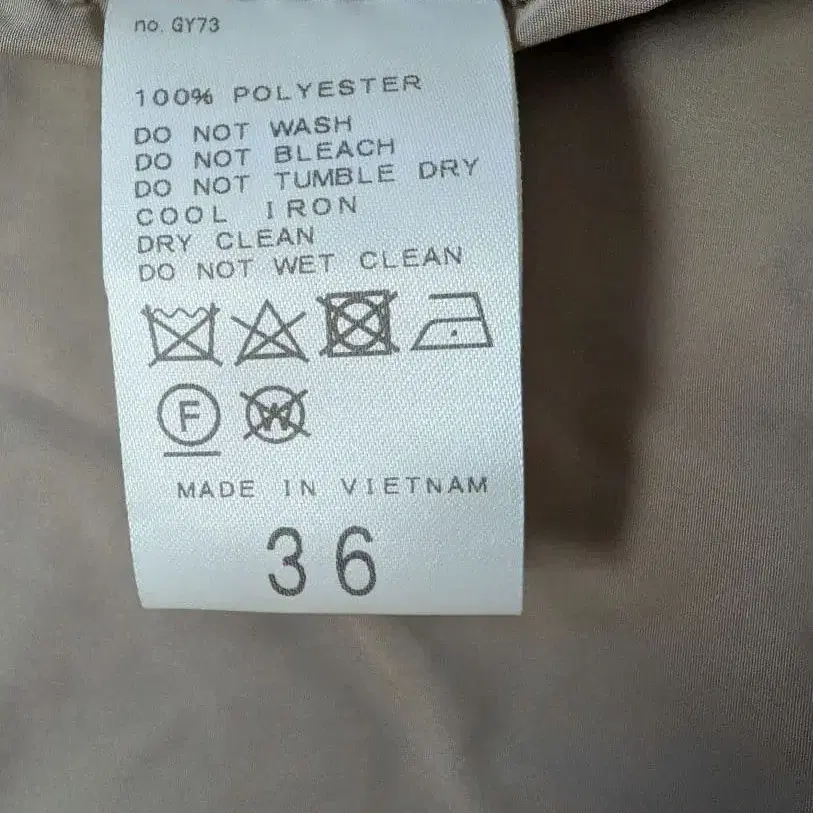 no. GY73
100% POLYESTER
DO NOT WASH
DO NOT BLEACH
DO NOT TUMBLE DRY
COOL IRON
DRY CLEAN
DO NOT WET CLEAN
F W
MADE IN VIETNAM
36